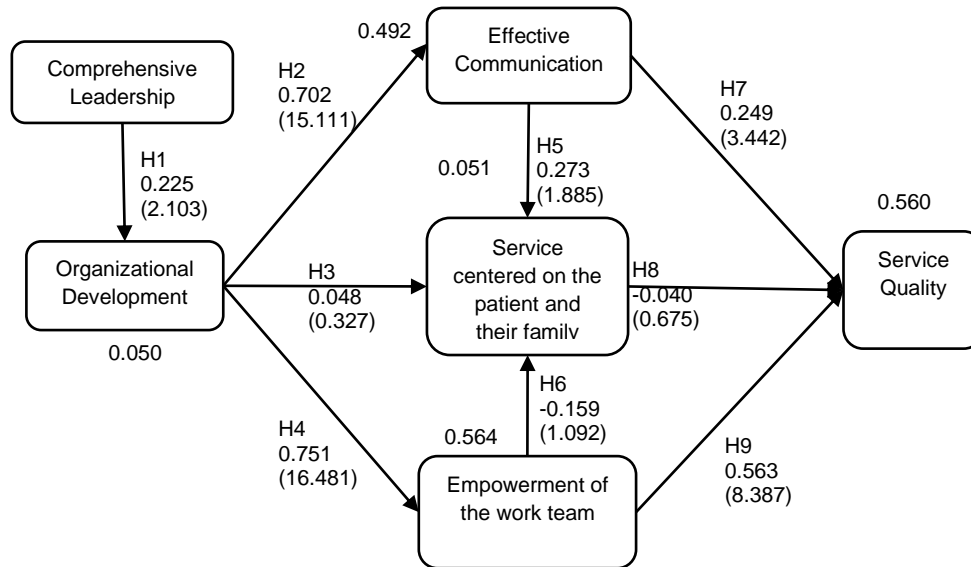 Comprehensive
Leadership
H1
0.225
(2.103)
Organizational
Development
0.050
H2
0.702
(15.111)
H3
0.048
(0.327)
H4
0.751
(16.481)
0.492
Effective
Communication
H5
0.273
(1.885)
0.051
Service
centered on the
patient and
their family
H6
-0.159
(1.092)
0.564
Empowerment of
the work team
H7
0.249
(3.442)
H8
-0.040
(0.675)
H9
0.563
(8.387)
0.560
Service
Quality